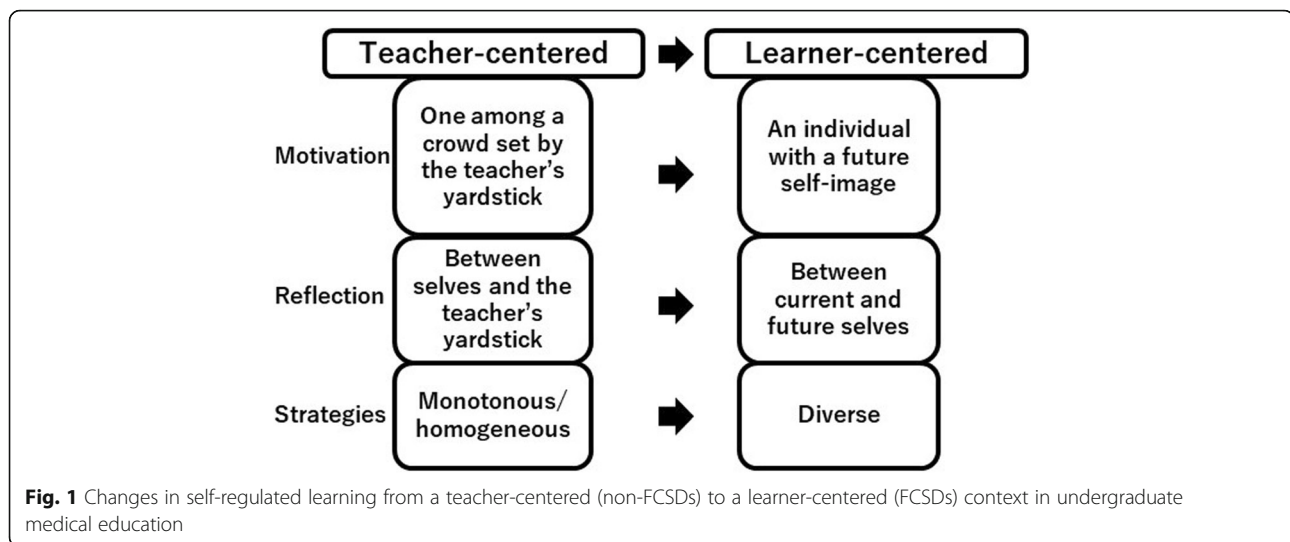 Teacher-centered
Learner-centered
Motivation
One among a
crowd set by
the teacher's
yardstick
An individual
with a future
self-image
Reflection
Between
selves and the
teacher's
yardstick
Between
current and
future selves
Strategies
Monotonous/
homogeneous
Diverse
Fig. 1 Changes in self-regulated learning from a teacher-centered (non-FCSDs) to a learner-centered (FCSDs) context in undergraduate
medical education